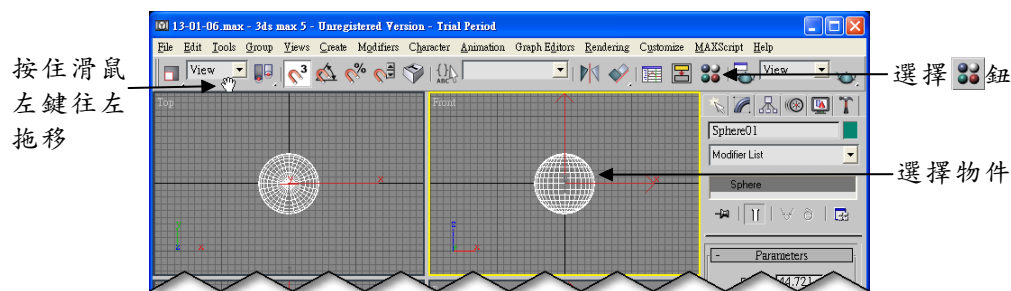 13-01-06.max - 3ds max 5 - Unregistered Version - Trial Period
File Edit Tools Group Views Create Modifiers Character Animation Graph Editors Rendering Customize MAXScript Help
View
View
按住滑鼠
左鍵往左
拖移
選擇 鈕
Top
Front
Sphere01
Modifier List
選擇物件
Sphere
Parameters
44.721